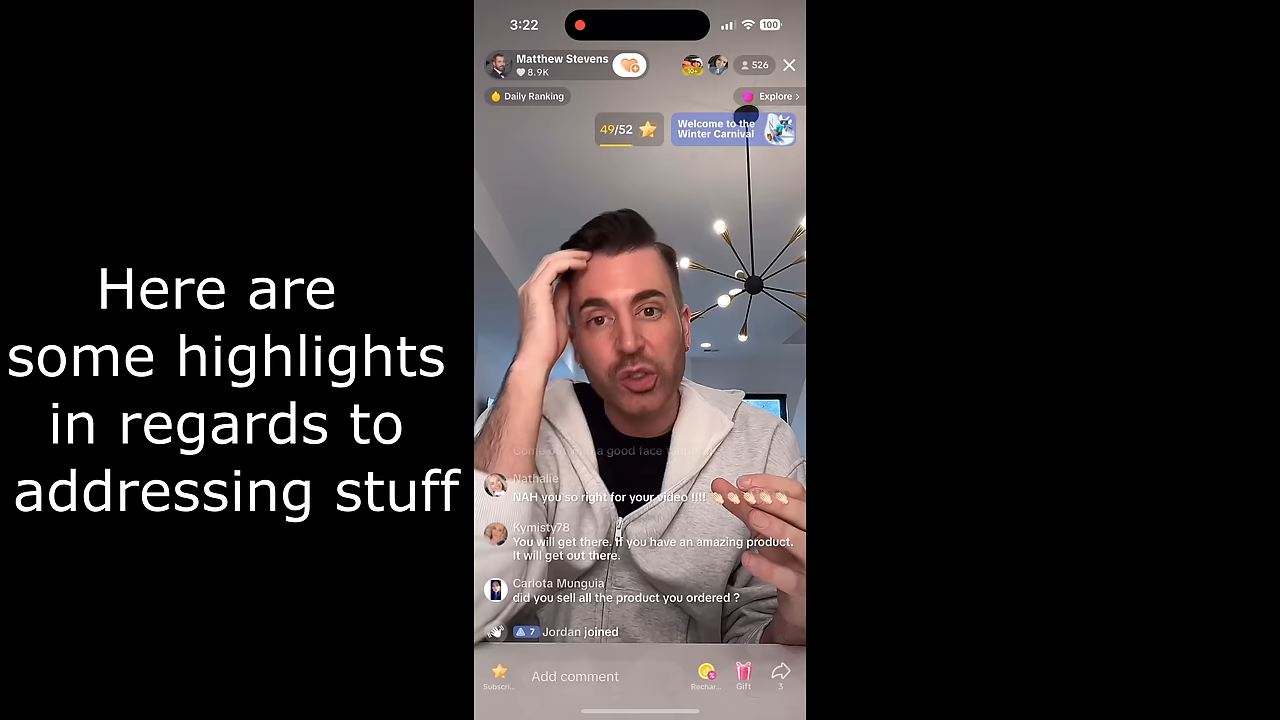 Here are
some highlights
in regards to
addressing stuff
3:22
100
Matthew Stevens
8.9K
526
Daily Ranking
Explore >
49/52
Welcome to the
Winter Carnival
Nathalie
NAH you so right for your video !!!!
Kymisty78
You will get there. If you have an amazing product.
It will get out there.
Carlota Munguia
did you sell all the product you ordered ?
7 Jordan joined
Subscri...
Add comment
Rechar...
Gift
3